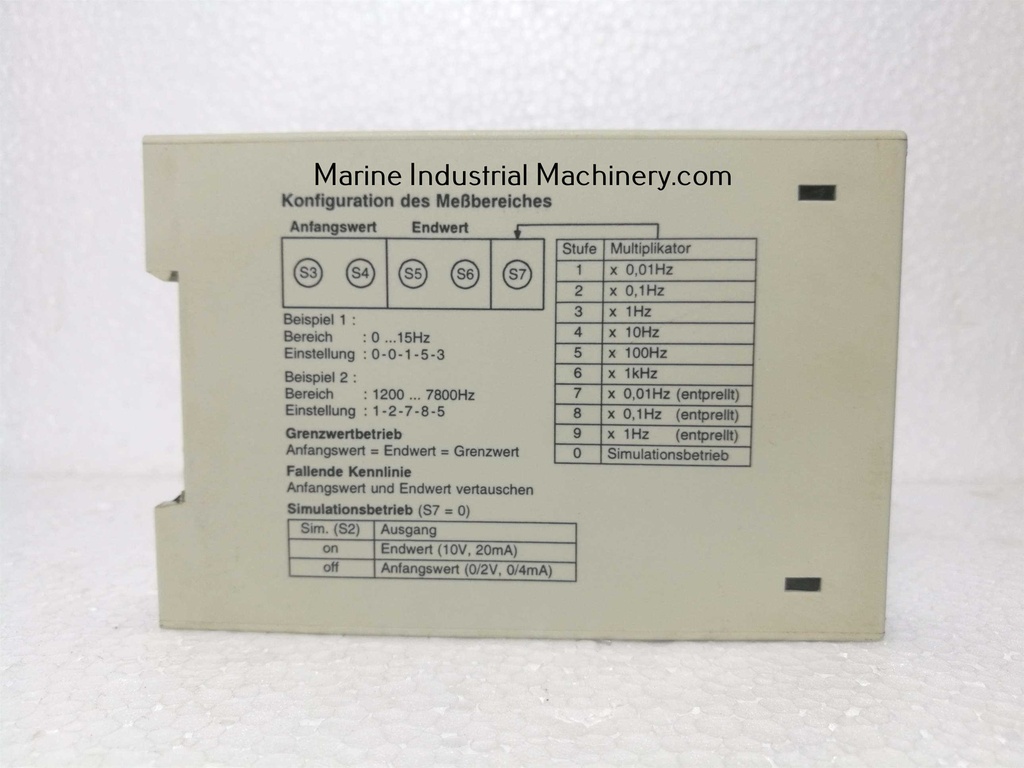 Marine Industrial Machinery.com
Konfiguration des Meßbereiches
Anfangswert Endwert
S3 S4 S5 S6 S7
Beispiel 1 :
Bereich : 0 ...15Hz
Einstellung : 0-0-1-5-3
Beispiel 2 :
Bereich : 1200 ... 7800Hz
Einstellung : 1-2-7-8-5
Grenzwertbetrieb
Anfangswert = Endwert = Grenzwert
Fallende Kennlinie
Anfangswert und Endwert vertauschen
Simulationsbetrieb (S7 = 0)
Sim. (S2) Ausgang
on Endwert (10V, 20mA)
off Anfangswert (0/2V, 0/4mA)
Stufe Multiplikator
1 x 0,01Hz
2 x 0,1Hz
3 x 1Hz
4 x 10Hz
5 x 100Hz
6 x 1kHz
7 x 0,01Hz (entprellt)
8 x 0,1Hz (entprellt)
9 x 1Hz (entprellt)
0 Simulationsbetrieb